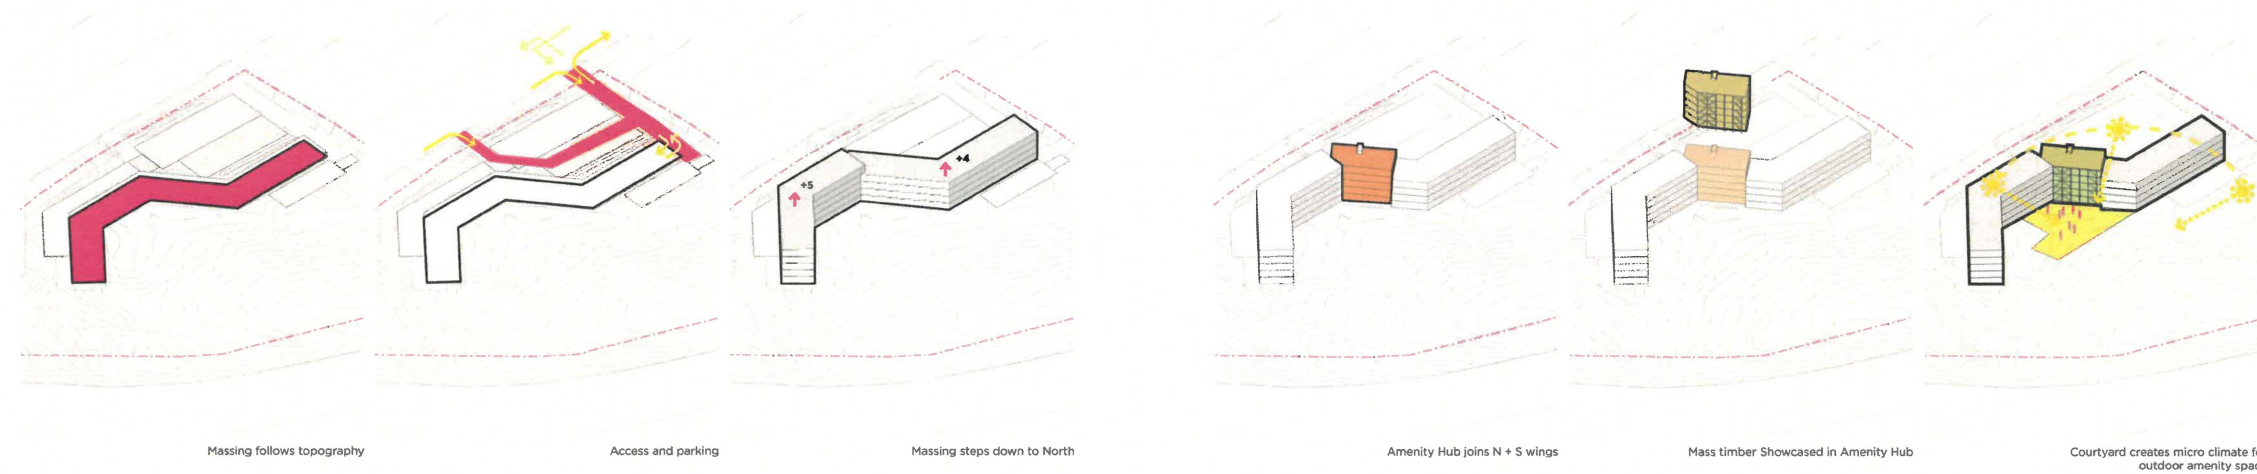 +5
+4
Massing follows topography
Access and parking
Massing steps down to North
Amenity Hub joins N + S wings
Mass timber Showcased in Amenity Hub
Courtyard creates micro climate
outdoor amenity